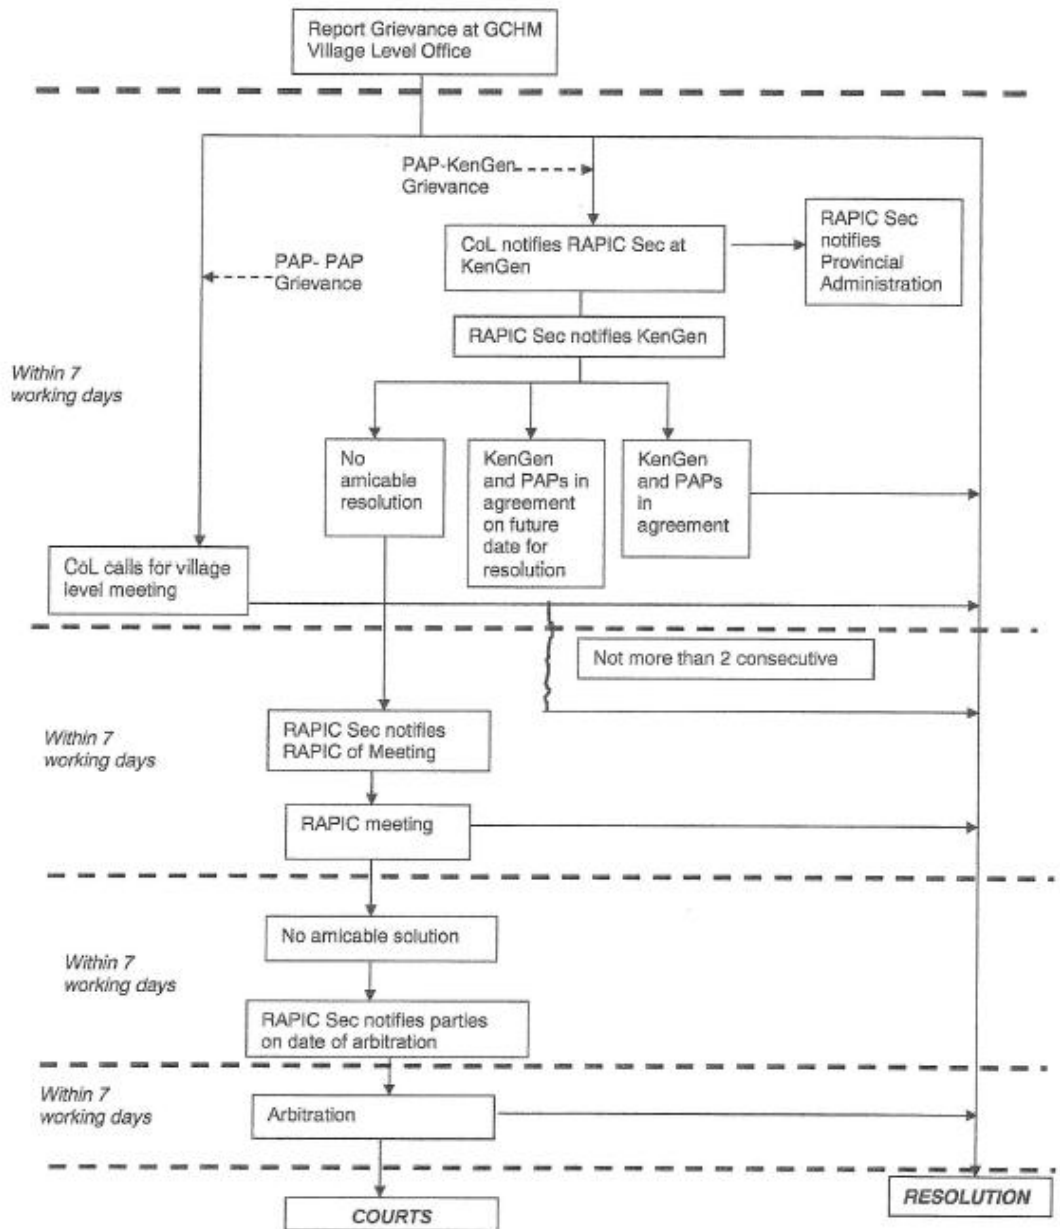 Report Grievance at GCHM
Village Level Office
PAP-KenGen
Grievance
CoL notifies RAPIC Sec at
KenGen
RAPIC Sec
notifies
Provincial
Administration
PAP- PAP
Grievance
RAPIC Sec notifies KenGen
Within 7
working days
No
amicable
resolution
KenGen
and PAPs in
agreement
on future
date for
resolution
KenGen
and PAPs
in
agreement
CoL calls for village
level meeting
Not more than 2 consecutive
Within 7
working days
RAPIC Sec notifies
RAPIC of Meeting
RAPIC meeting
No amicable solution
Within 7
working days
RAPIC Sec notifies parties
on date of arbitration
Within 7
working days
Arbitration
COURTS
RESOLUTION